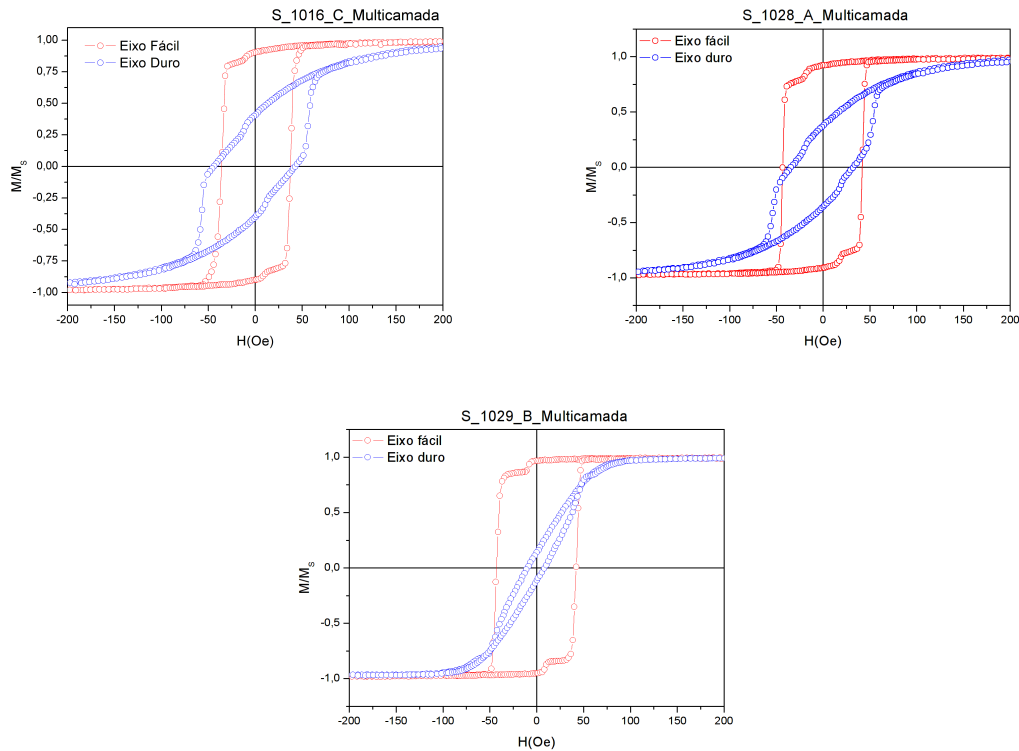 S_1016_C_Multicamada
Eixo Fácil
Eixo Duro
1,00
0,75
0,50
0,25
0,00
-0,25
-0,50
-0,75
-1,00
M/Ms
-200 -150 -100 -50 0 50 100 150 200
H(Oe)
S_1028_A_Multicamada
Eixo fácil
Eixo duro
1,0
0,5
0,0
-0,5
-1,0
M/Ms
-200 -150 -100 -50 0 50 100 150 200
H(Oe)
S_1029_B_Multicamada
Eixo fácil
Eixo duro
1,0
0,5
0,0
-0,5
-1,0
M/Ms
-200 -150 -100 -50 0 50 100 150 200
H(Oe)